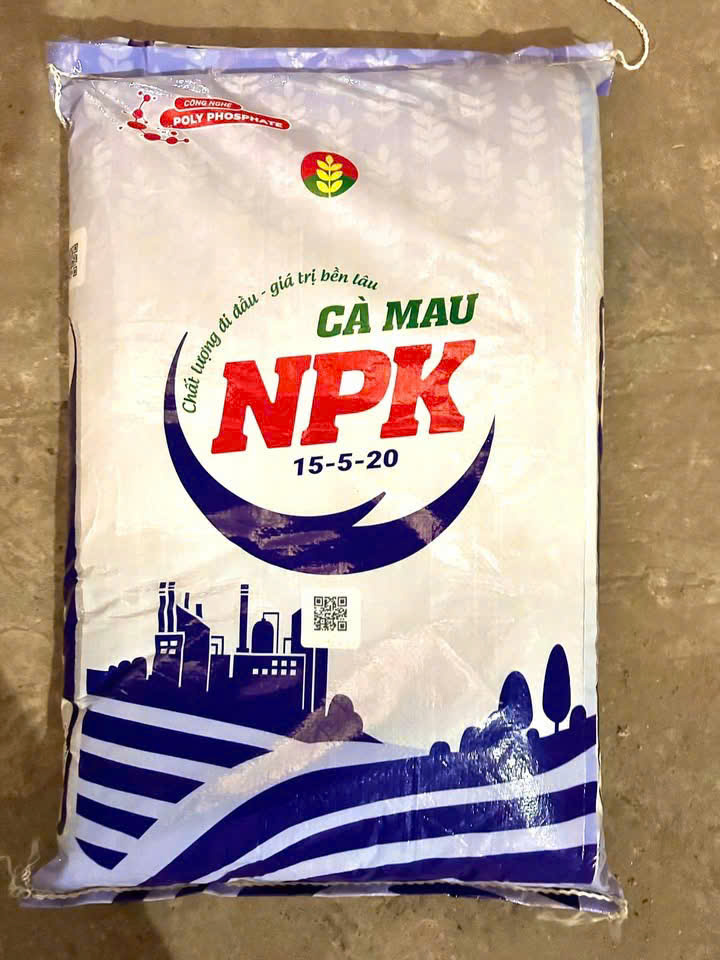 CÔNG NGHỆ
POLY PHOSPHATE
Chất lượng đi đầu - giá trị bền lâu
CÀ MAU
NPK
15-5-20